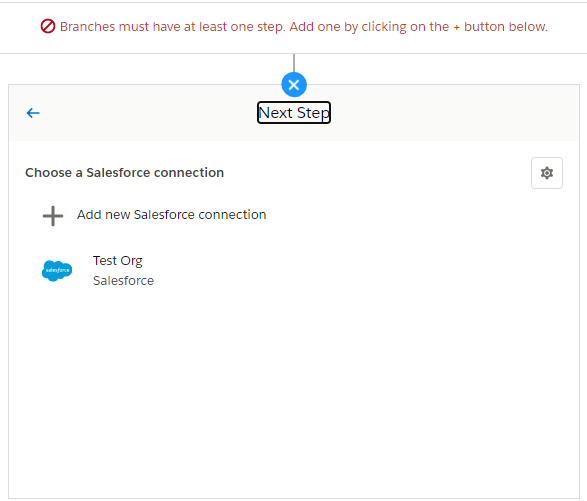 Branches must have at least one step. Add one by clicking on the + button below.
Next Step
Choose a Salesforce connection
Add new Salesforce connection
Test Org
salesforce
Salesforce